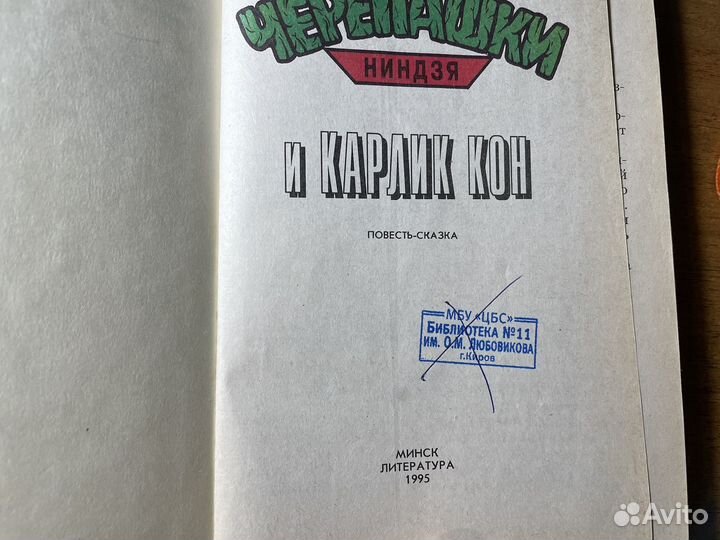 ЧЕРЕПАШКИ
НИНДЗЯ
и КАРЛИК КОН
ПОВЕСТЬ-СКАЗКА
МБУ «ЦБС»
БИБЛИОТЕКА №11
ИМ. О.М. ЛЮБОВИКОВА
г.Киров
МИНСК
ЛИТЕРАТУРА
1995
Avito